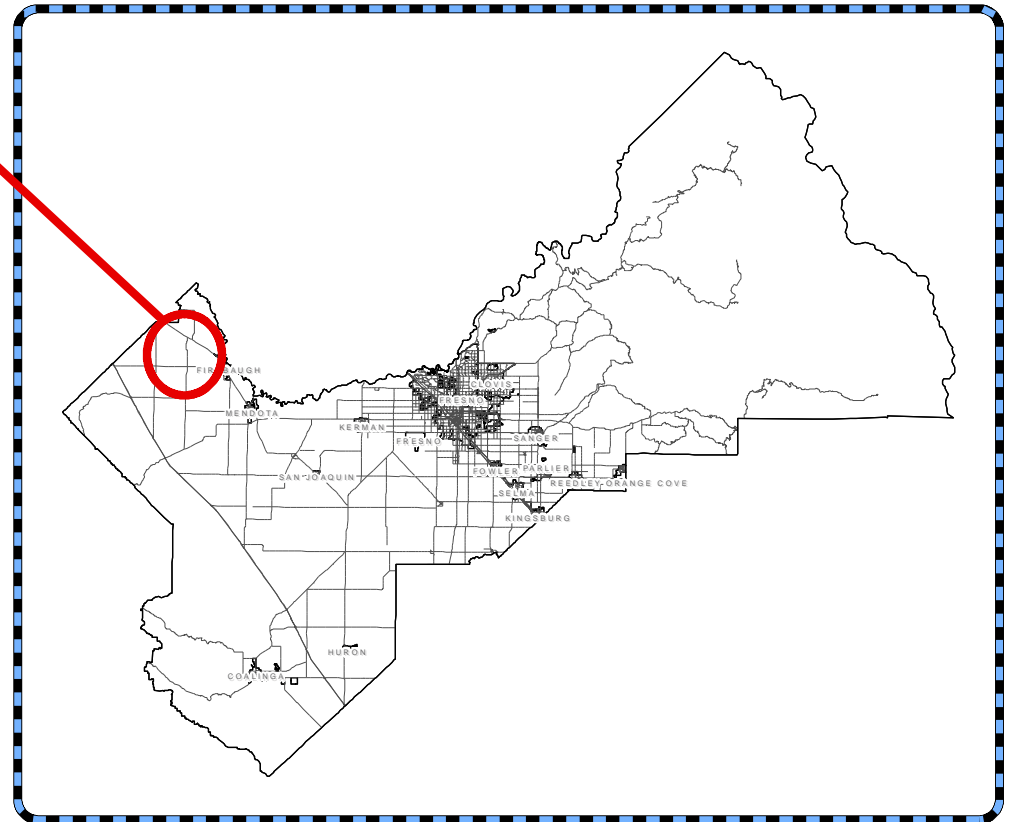 FIREBAUGH
CLOVIS
FRESNO
MENDOTA
KERMAN
FRESNO
SANGER
FOWLER
PARLIER
SAN JOAQUIN
REEDLEY
ORANGE COVE
SELMA
KINGSBURG
HURON
COALINGA